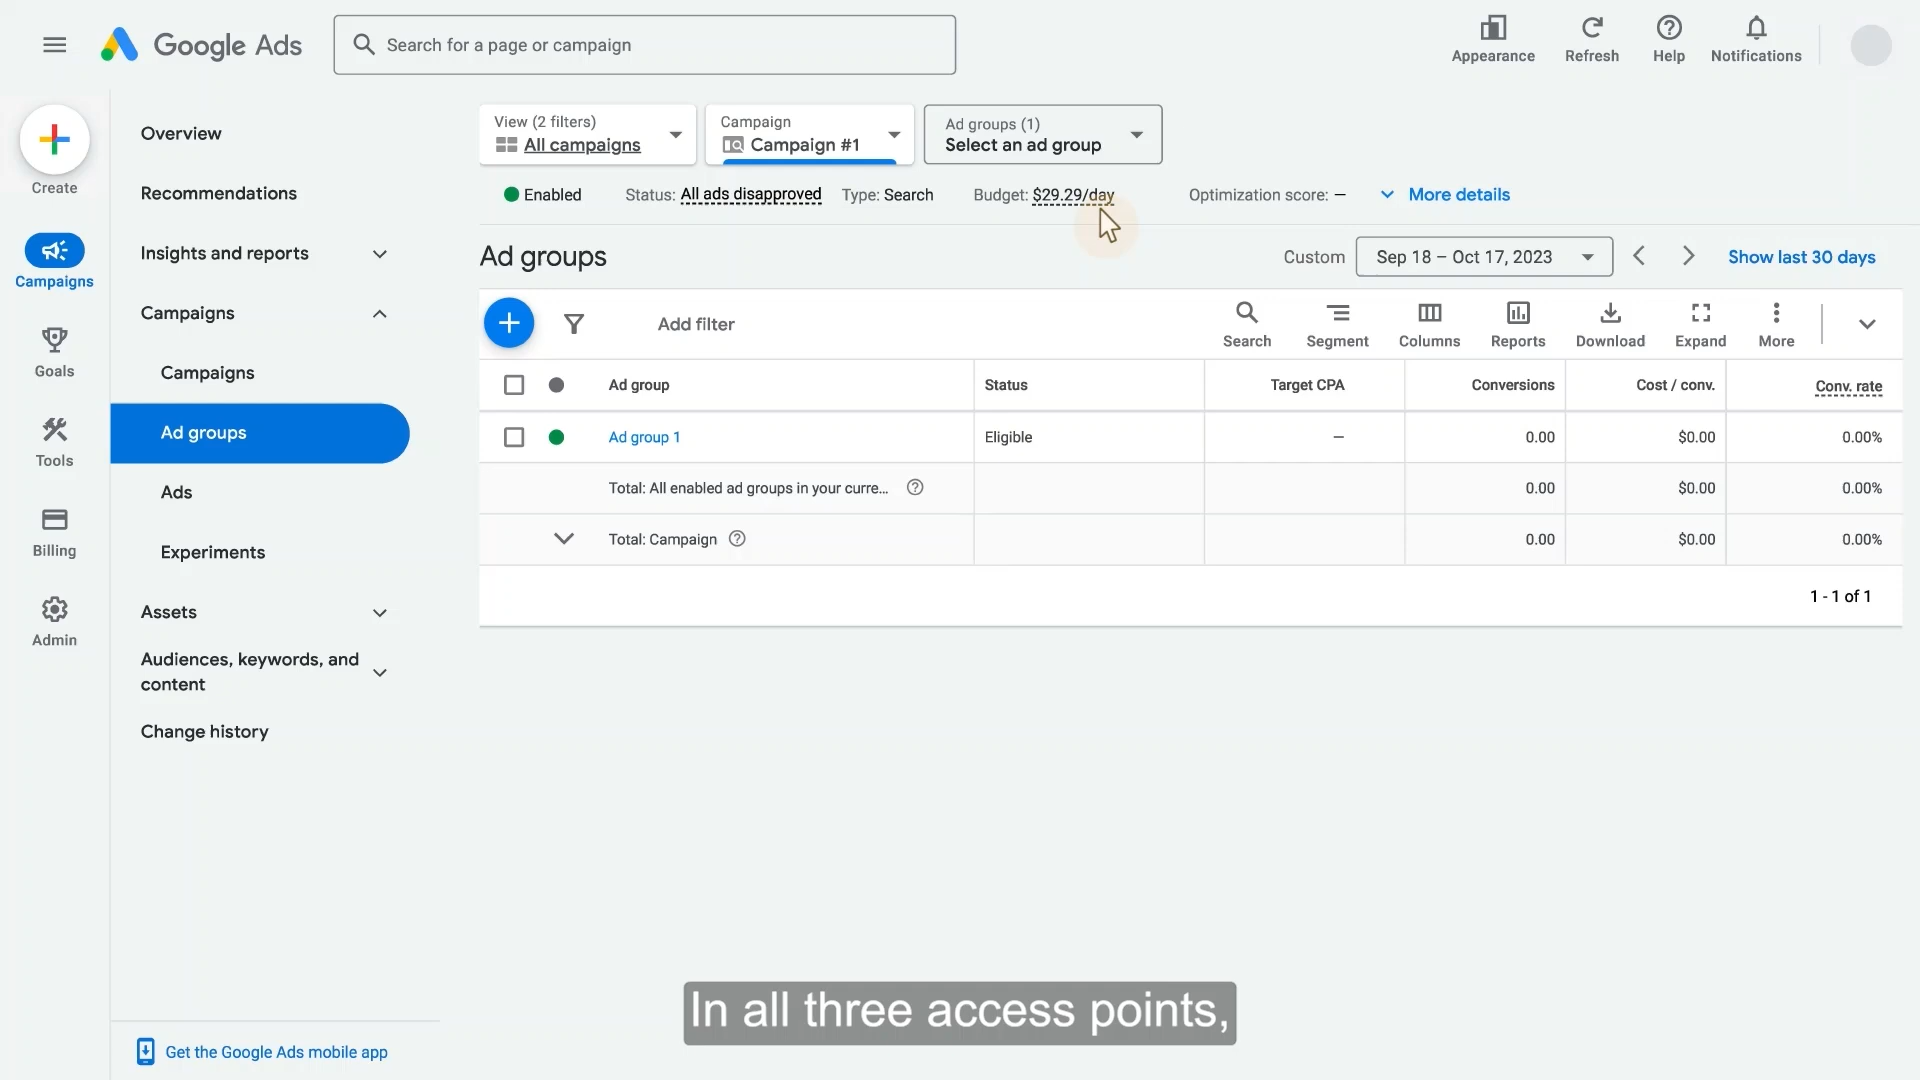 Google Ads
Search for a page or campaign
Appearance
Refresh
Help
Notifications
Create
Campaigns
Goals
Tools
Billing
Admin
Overview
Recommendations
Insights and reports
Campaigns
Campaigns
Ad groups
Ads
Experiments
Assets
Audiences, keywords, and
content
Change history
Get the Google Ads mobile app
View (2 filters)
All campaigns
Campaign
Campaign #1
Ad groups (1)
Select an ad group
Enabled Status: All ads disapproved Type: Search Budget: $29.29/day Optimization score: – More details
Ad groups
Custom Sep 18 – Oct 17, 2023 Show last 30 days
Add filter
Search Segment Columns Reports Download Expand More
Ad group Status Target CPA Conversions Cost / conv. Conv. rate
Ad group 1 Eligible – 0.00 $0.00 0.00%
Total: All enabled ad groups in your curre... 0.00 $0.00 0.00%
Total: Campaign 0.00 $0.00 0.00%
1 - 1 of 1
In all three access points,